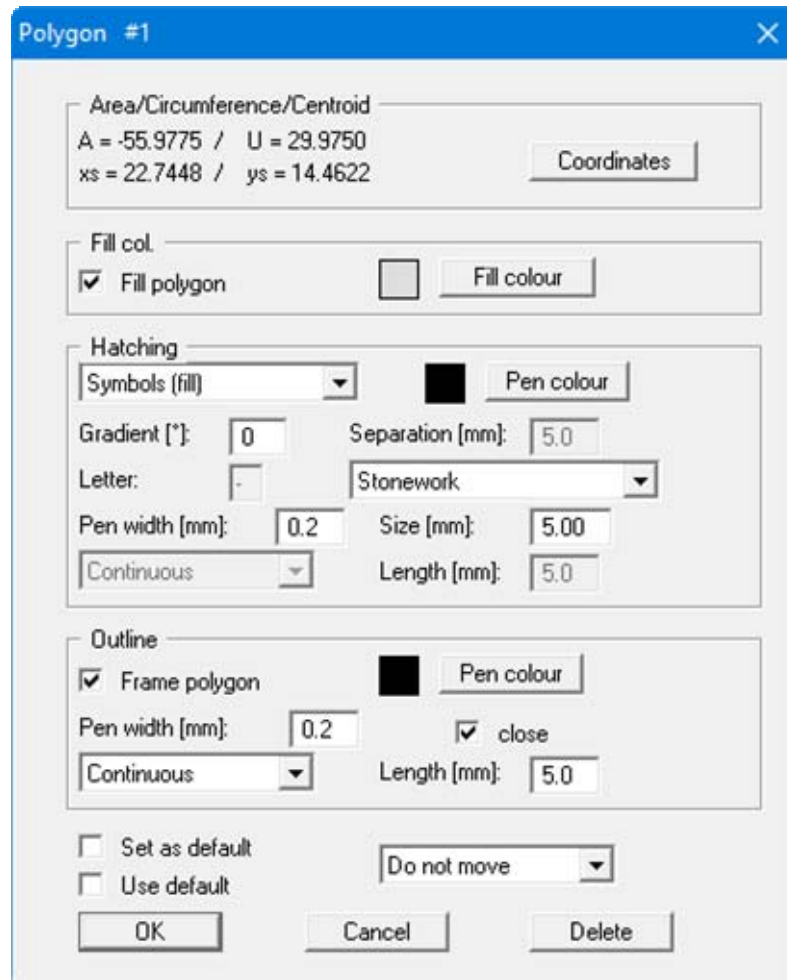 Polygon #1
Area/Circumference/Centroid
A = -55.9775 / U = 29.9750
xs = 22.7448 / ys = 14.4622
Coordinates
Fill col.
Fill polygon
Fill colour
Hatching
Symbols (fill)
Pen colour
Gradient [°]: 0 Separation [mm]: 5.0
Letter: - Stonework
Pen width [mm]: 0.2 Size [mm]: 5.00
Continuous Length [mm]: 5.0
Outline
Frame polygon
Pen colour
Pen width [mm]: 0.2 close
Continuous Length [mm]: 5.0
Set as default
Use default
Do not move
OK Cancel Delete